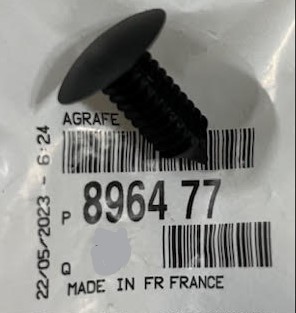 AGRAFE
P 8964 77
Q
MADE IN FR FRANCE
22/05/2023 - 6:24